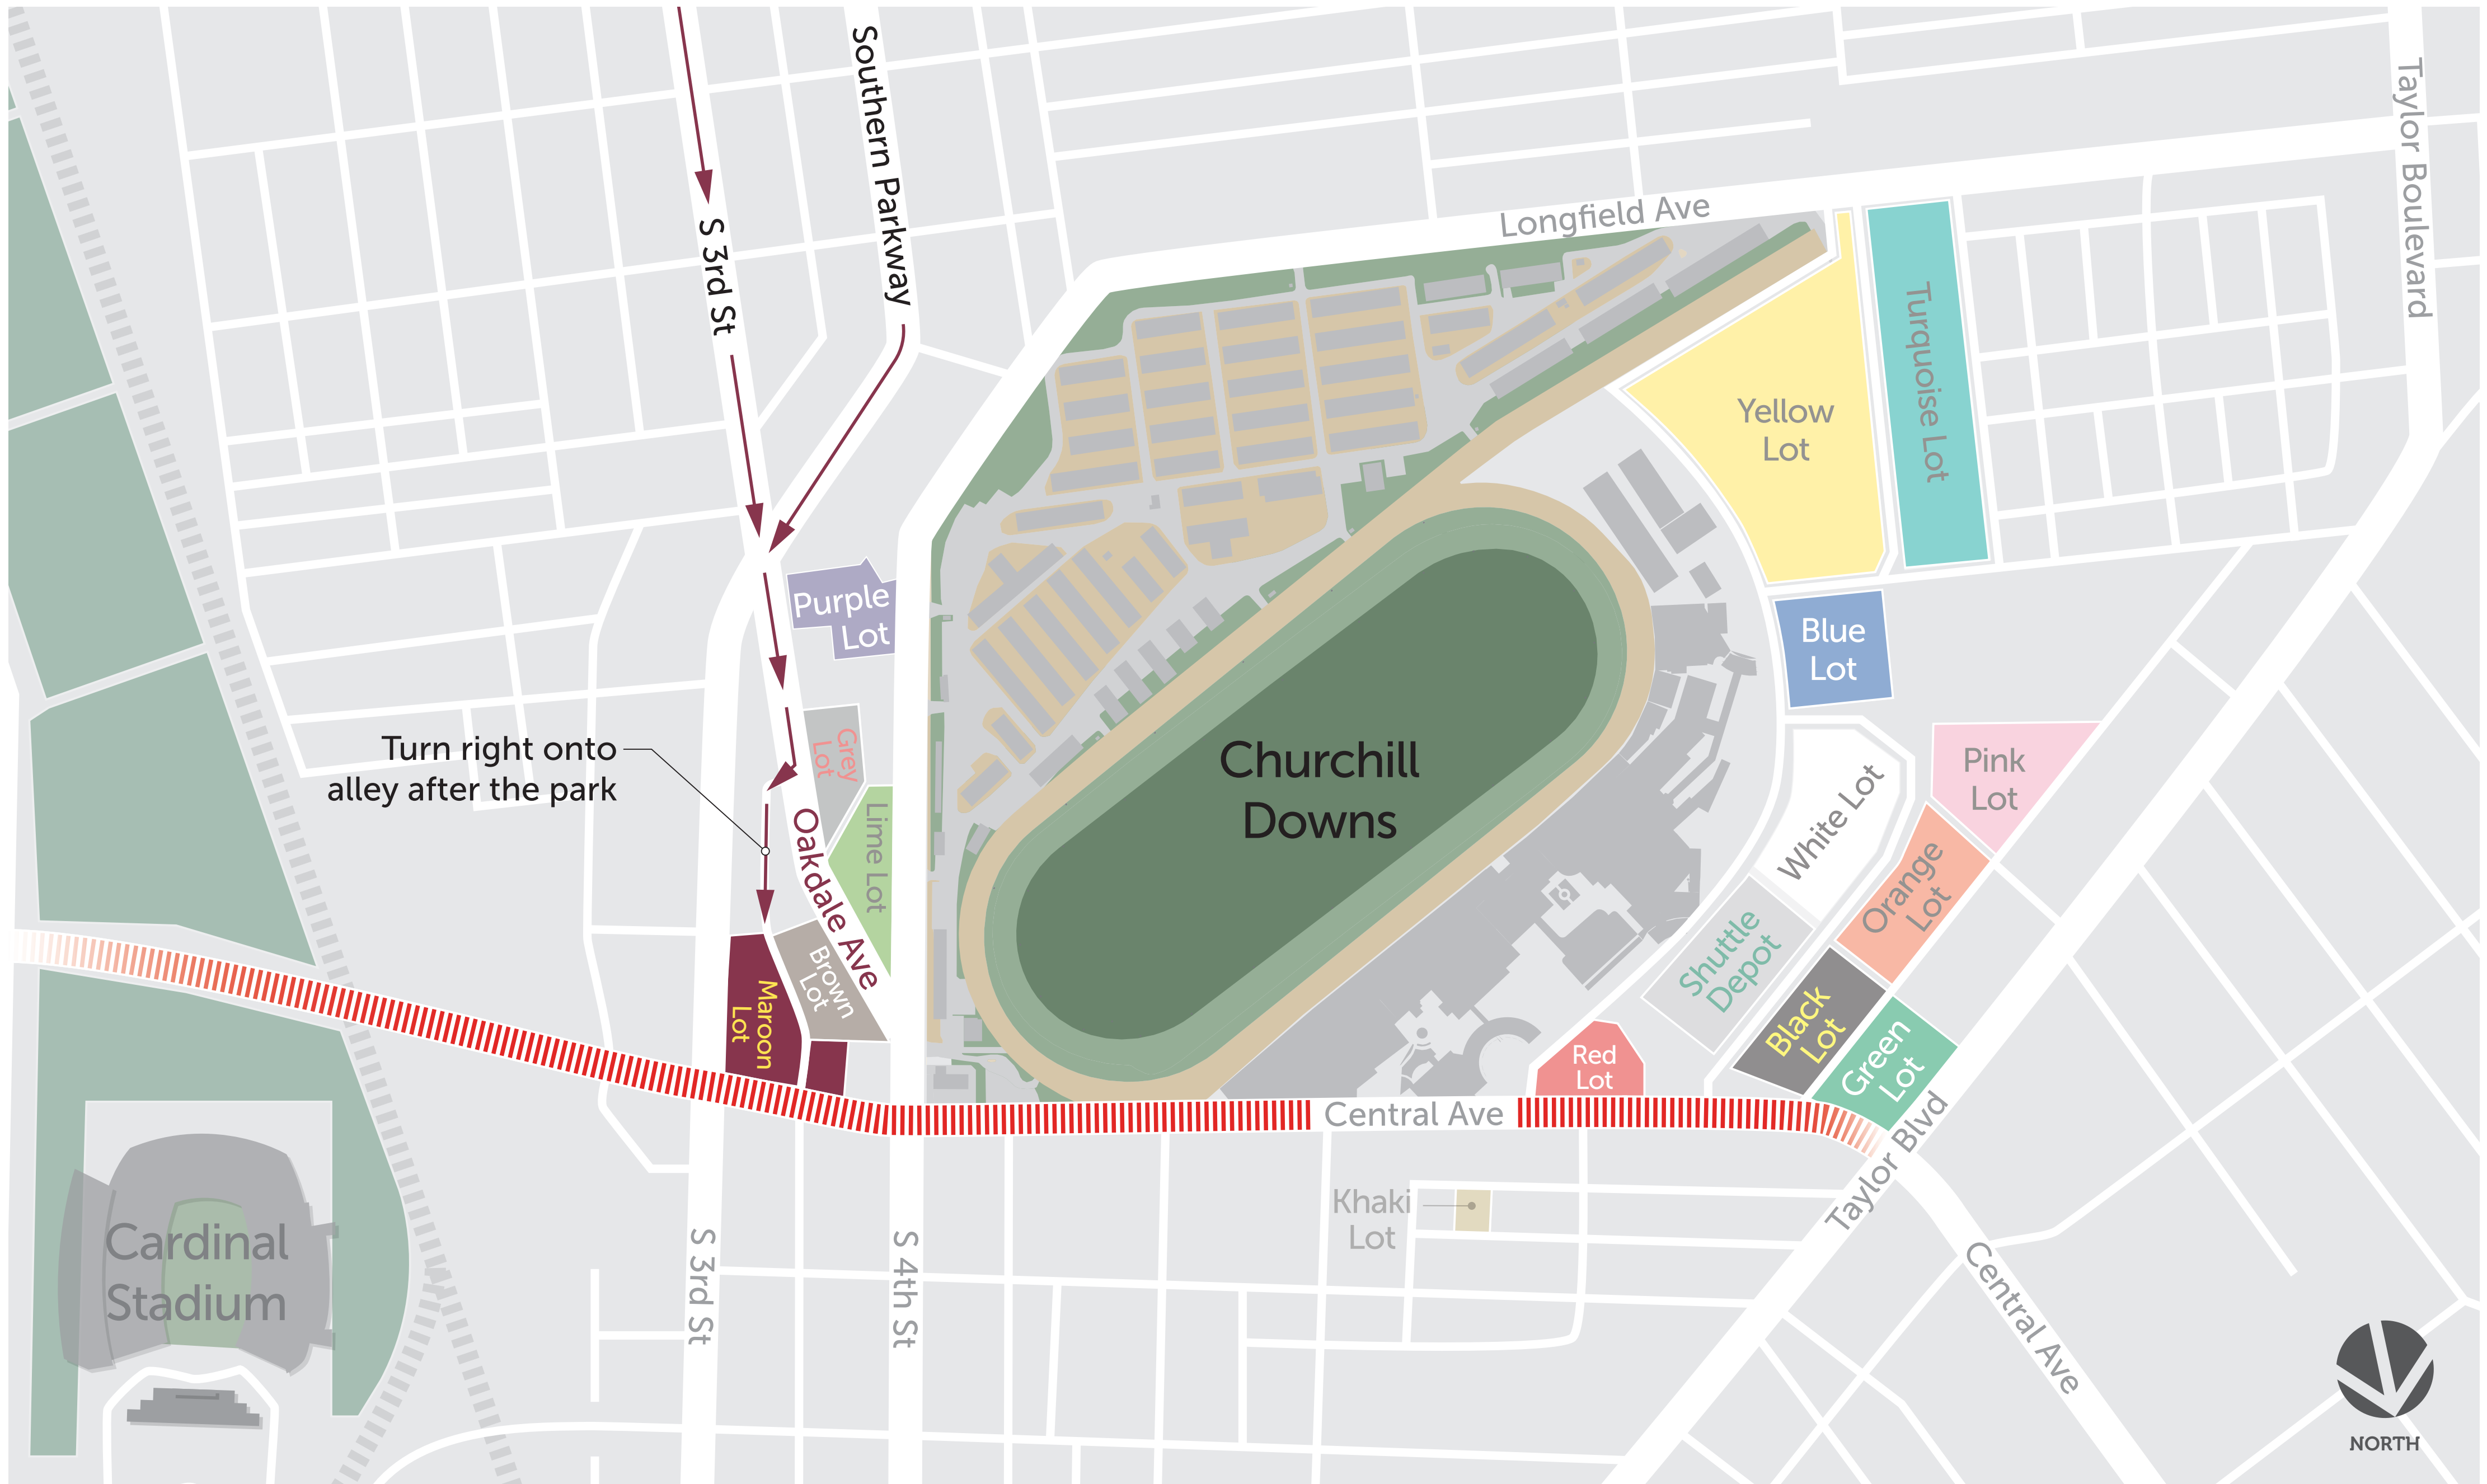 Southern Parkway
S 3rd St
Longfield Ave
Taylor Boulevard
Turquoise Lot
Yellow
Lot
Purple
Lot
Blue
Lot
Turn right onto
alley after the park
Grey
Lot
Lime Lot
Oakdale Ave
Churchill
Downs
White Lot
Pink
Lot
Orange
Lot
Shuttle
Depot
Brown
Lot
Maroon
Lot
Black
Lot
Green
Lot
Red
Lot
Central Ave
Taylor Blvd
Khaki
Lot
Cardinal
Stadium
S 3rd St
S 4th St
Central Ave
NORTH